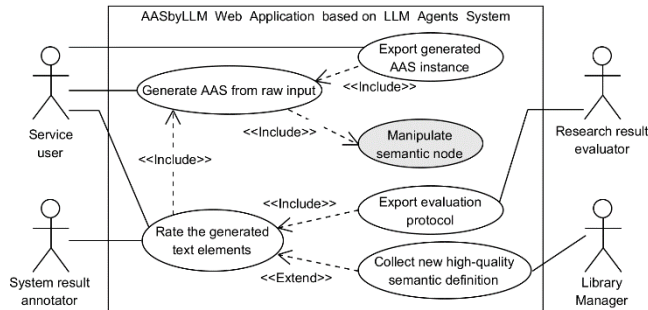 AASbyLLM Web Application based on LLM Agents System
Export generated
AAS instance
Generate AAS from raw input
<<Include>>
Service
user
<<Include>>
Manipulate
semantic node
Research result
evaluator
<<Include>>
<<Include>>
Export evaluation
protocol
Rate the generated
text elements
<<Extend>>
Collect new high-quality
semantic definition
System result
annotator
Library
Manager